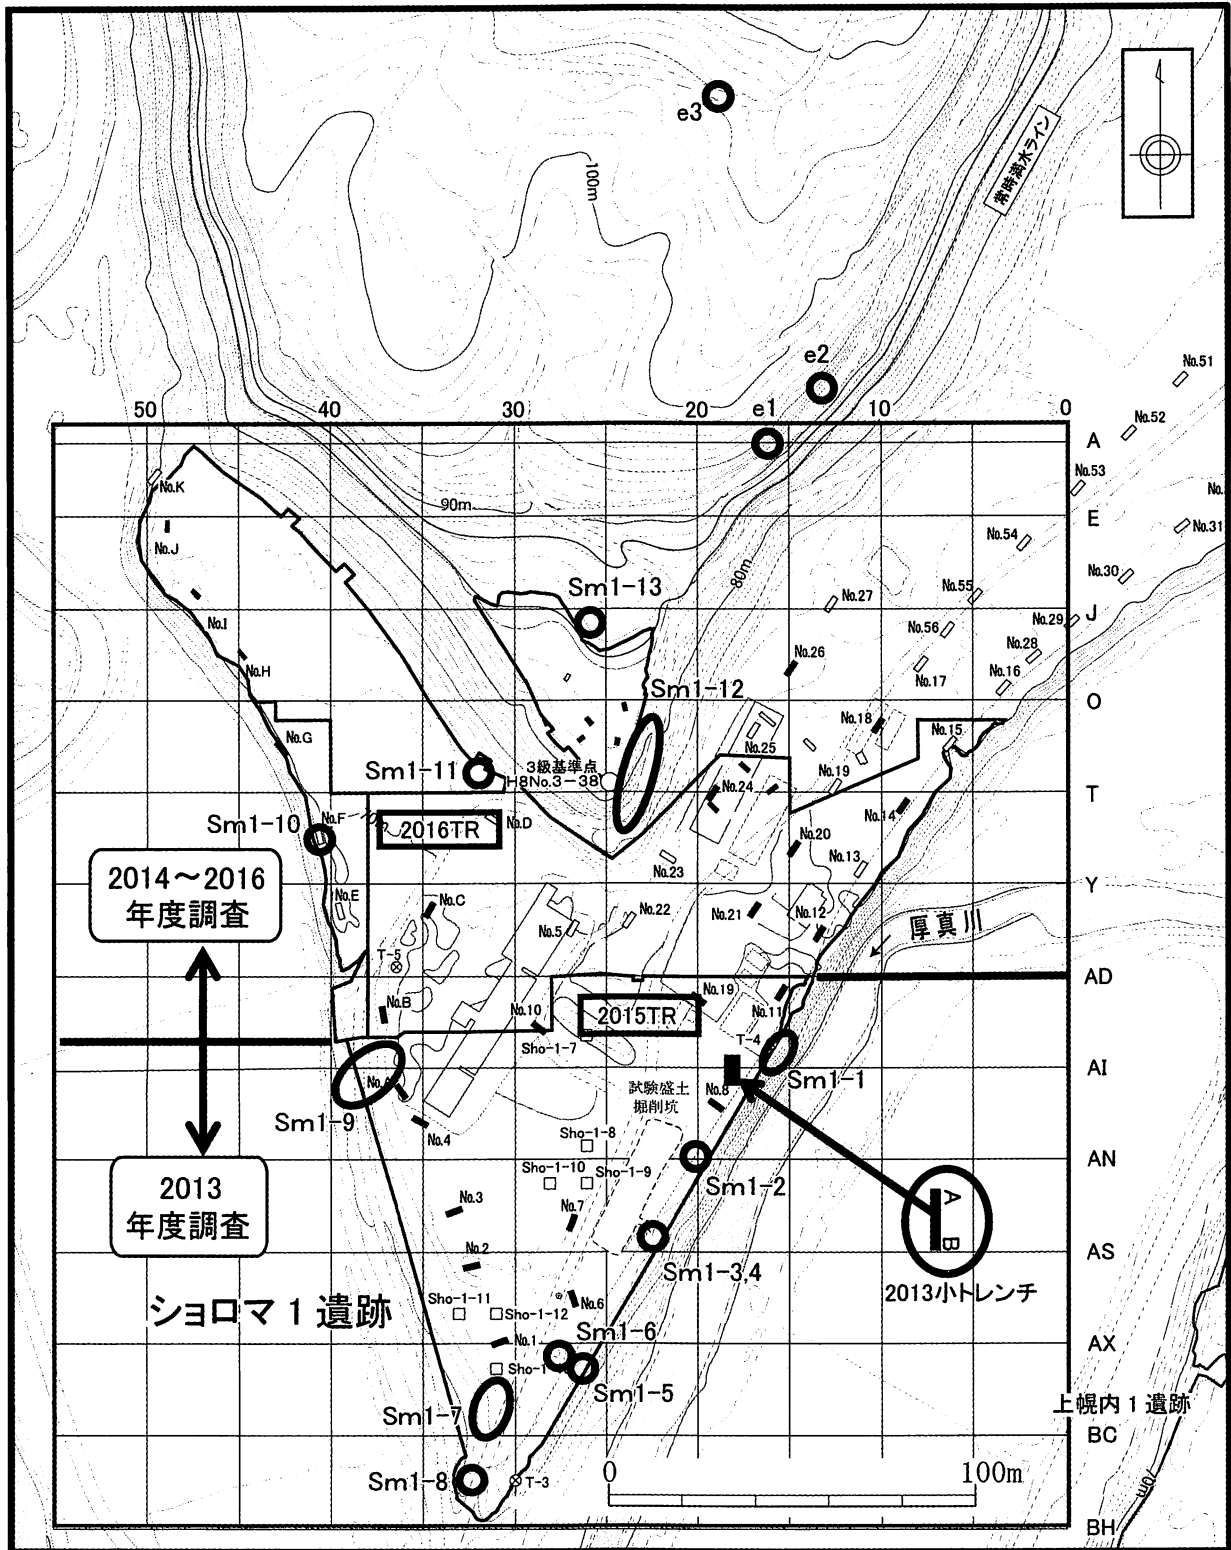 e3
常時満水ライン
100m
e2
No.51
50
40
30
20
e1
10
0
No.52
A
No.K
No.53
90m
No.
E
No.J
No.54
No.31
80m
Sm1-13
No.30
No.27
No.55
No.I
J
No.56
No.29
No.28
No.H
No.26
No.17
No.16
Sm1-12
O
No.G
No.18
No.15
No.25
Sm1-11
3級基準点
H8No.3-38
No.19
No.24
T
Sm1-10
No.F
2016TR
No.D
No.14
No.20
2014～2016
年度調査
No.23
No.13
Y
No.E
No.C
No.22
No.21
No.12
No.5
厚真川
T-5
AD
No.B
No.10
2015TR
No.19
No.11
Sho-1-7
T-4
AI
No.A
試験盛土
掘削坑
No.8
Sm1-1
Sm1-9
No.4
Sho-1-8
AN
2013
年度調査
Sho-1-10
Sho-1-9
Sm1-2
No.3
No.7
A
B
No.2
AS
Sm1-3,4
2013小トレンチ
ショロマ1遺跡
Sho-1-11
Sho-1-12
No.6
Sm1-6
No.1
AX
Sho-1
Sm1-5
Sm1-7
上幌内1遺跡
BC
Sm1-8
T-3
0
100m
70m
BH